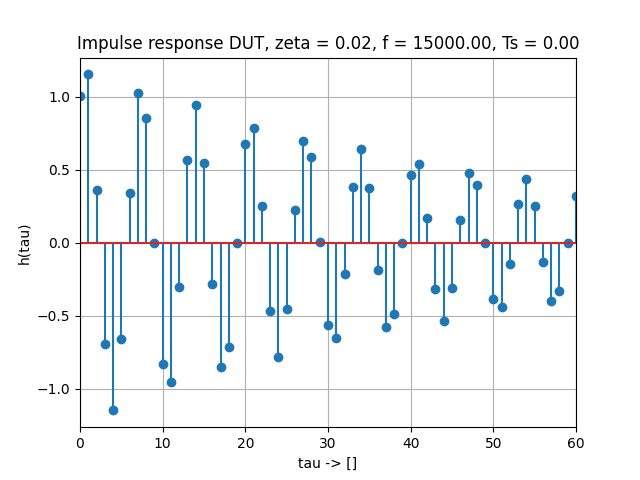 Impulse response DUT, zeta = 0.02, f = 15000.00, Ts = 0.00
1.0
0.5
0.0
−0.5
−1.0
h(tau)
0 10 20 30 40 50 60
tau -> []